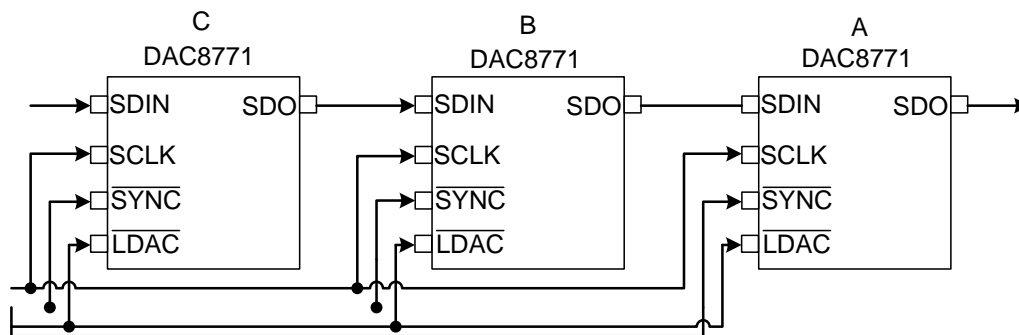 C
DAC8771
SDIN
SDO
SCLK
SYNC
LDAC
B
DAC8771
SDIN
SDO
SCLK
SYNC
LDAC
A
DAC8771
SDIN
SDO
SCLK
SYNC
LDAC